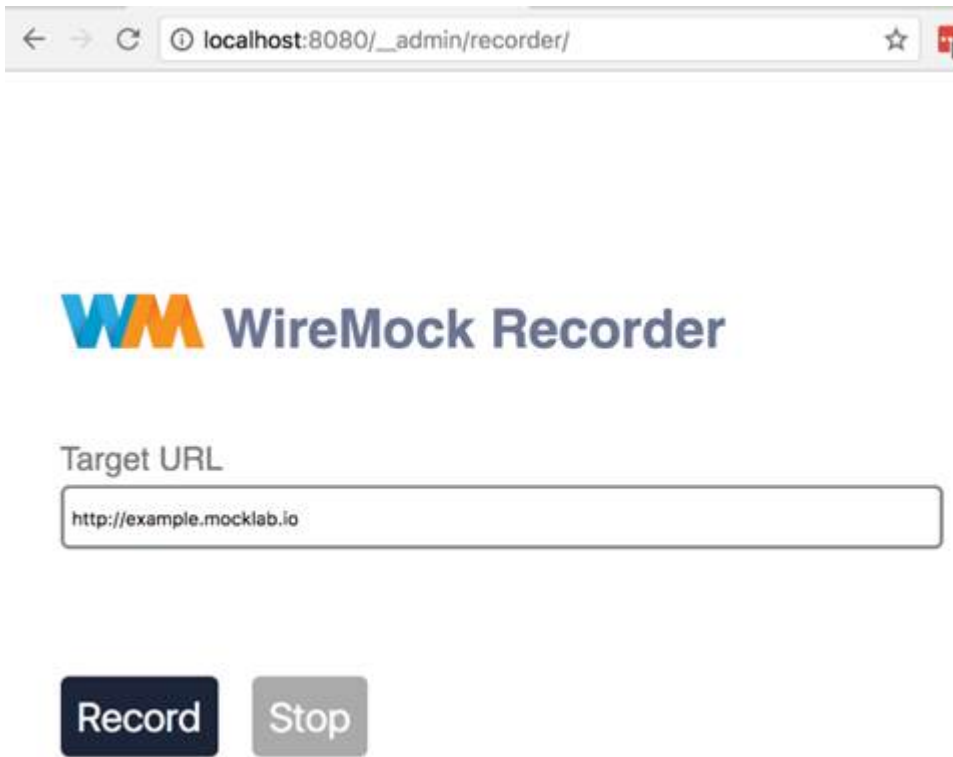 localhost:8080/__admin/recorder/
WM WireMock Recorder
Target URL
http://example.mocklab.io
Record Stop